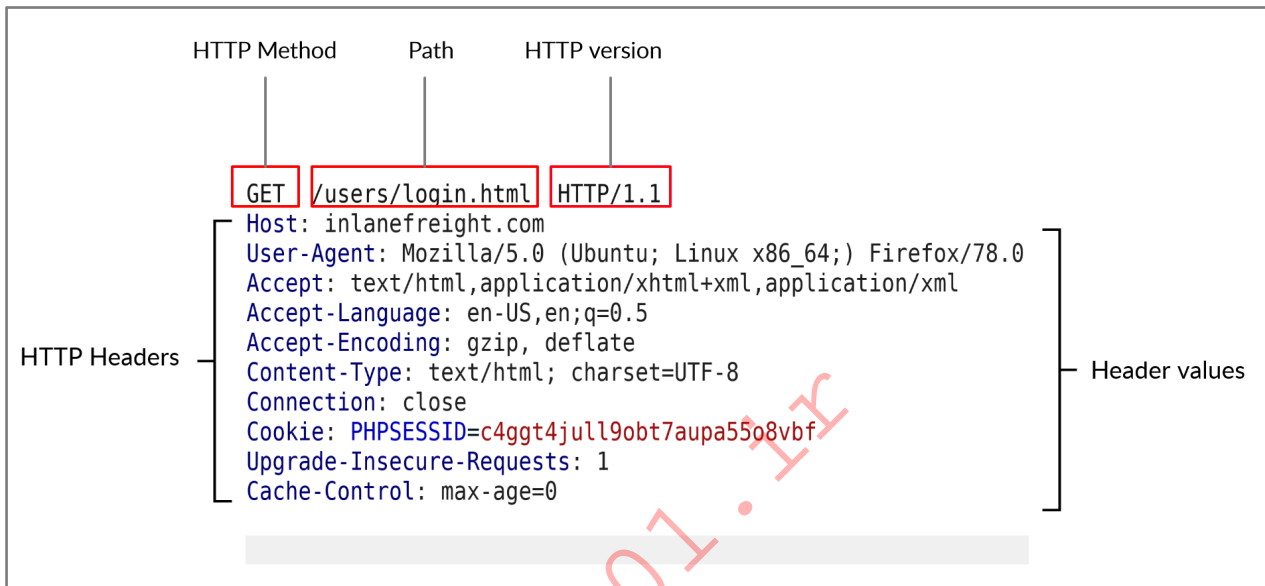 HTTP Method Path HTTP version
GET /users/login.html HTTP/1.1
Host: inlanefreight.com
User-Agent: Mozilla/5.0 (Ubuntu; Linux x86_64;) Firefox/78.0
Accept: text/html,application/xhtml+xml,application/xml
Accept-Language: en-US,en;q=0.5
Accept-Encoding: gzip, deflate
HTTP Headers
Content-Type: text/html; charset=UTF-8
Header values
Connection: close
Cookie: PHPSESSID=c4ggt4jull9obt7aupa55o8vbf
Upgrade-Insecure-Requests: 1
Cache-Control: max-age=0
01.ir